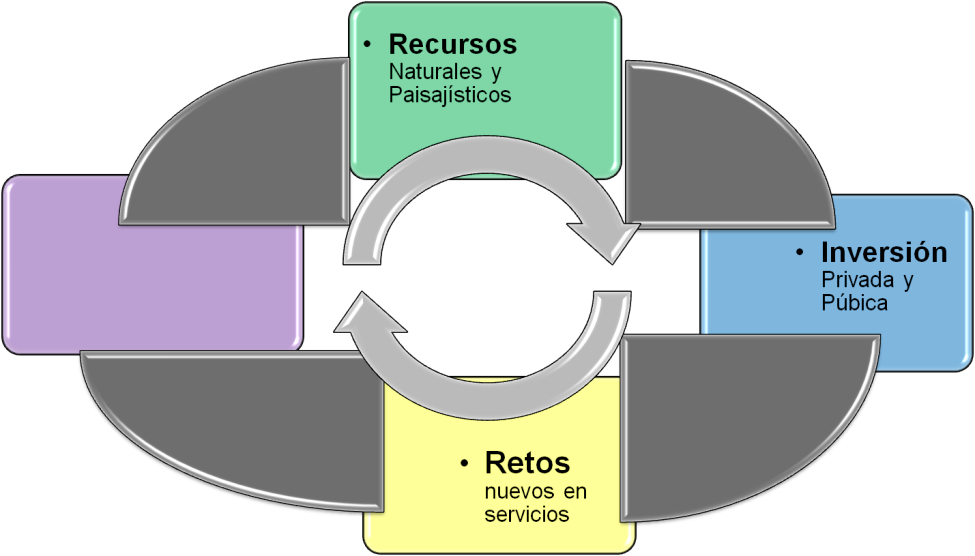 • Recursos
Naturales y
Paisajísticos
• Inversión
Privada y
Púbica
• Retos
nuevos en
servicios